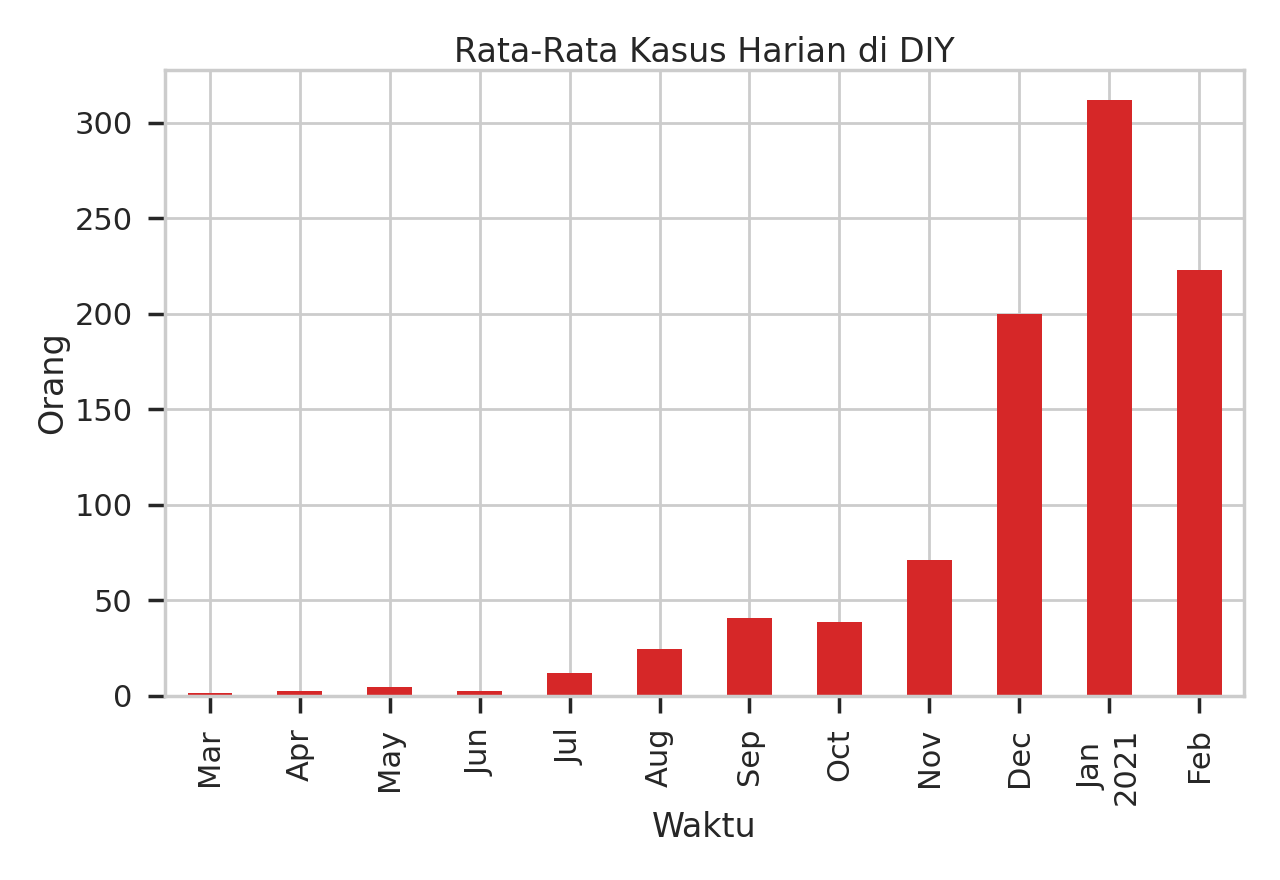 Rata-Rata Kasus Harian di DIY
300
250
200
150
100
50
0
Orang
Mar
Apr
May
Jun
Jul
Aug
Sep
Oct
Nov
Dec
Jan
2021
Feb
Waktu